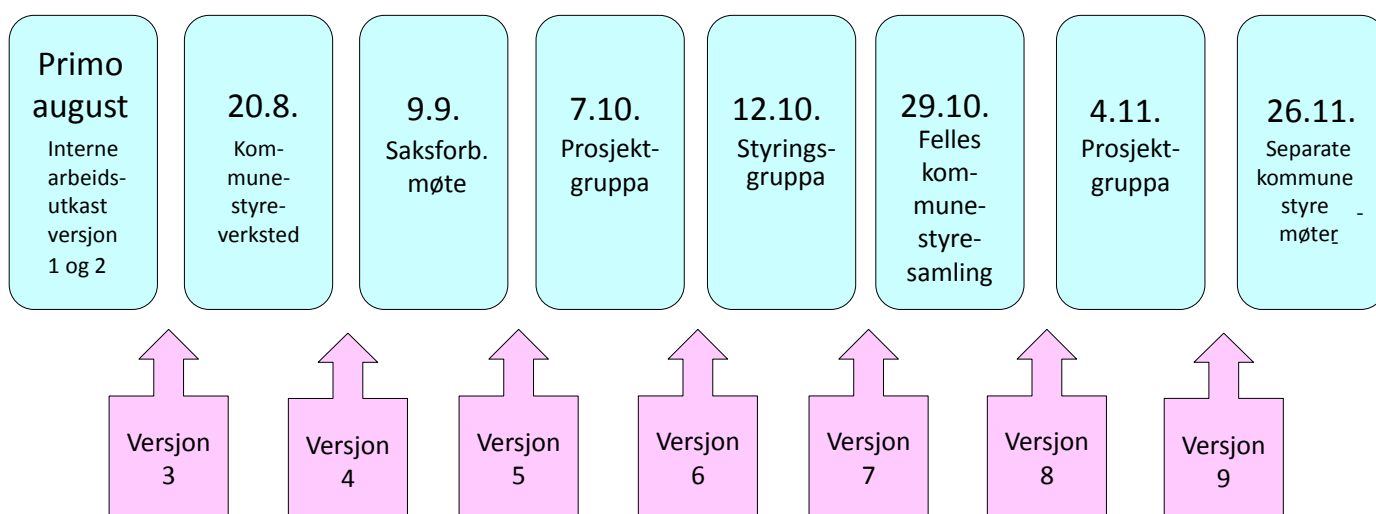 Primo
august
Interne
arbeids-
utkast
versjon
1 og 2
20.8.
Kom-
mune-
styre-
verksted
9.9.
Saksforb.
møte
7.10.
Prosjekt-
gruppa
12.10.
Styrings-
gruppa
29.10.
Felles
kom-
mune-
styre-
samling
4.11.
Prosjekt-
gruppa
26.11.
Separate
kommune
styre -
møter
Versjon
3
Versjon
4
Versjon
5
Versjon
6
Versjon
7
Versjon
8
Versjon
9